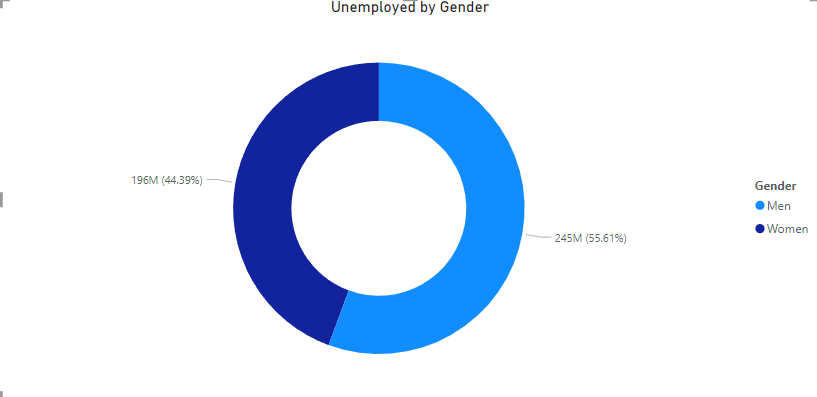 Unemployed by Gender
196M (44.39%)
245M (55.61%)
Gender
Men
Women